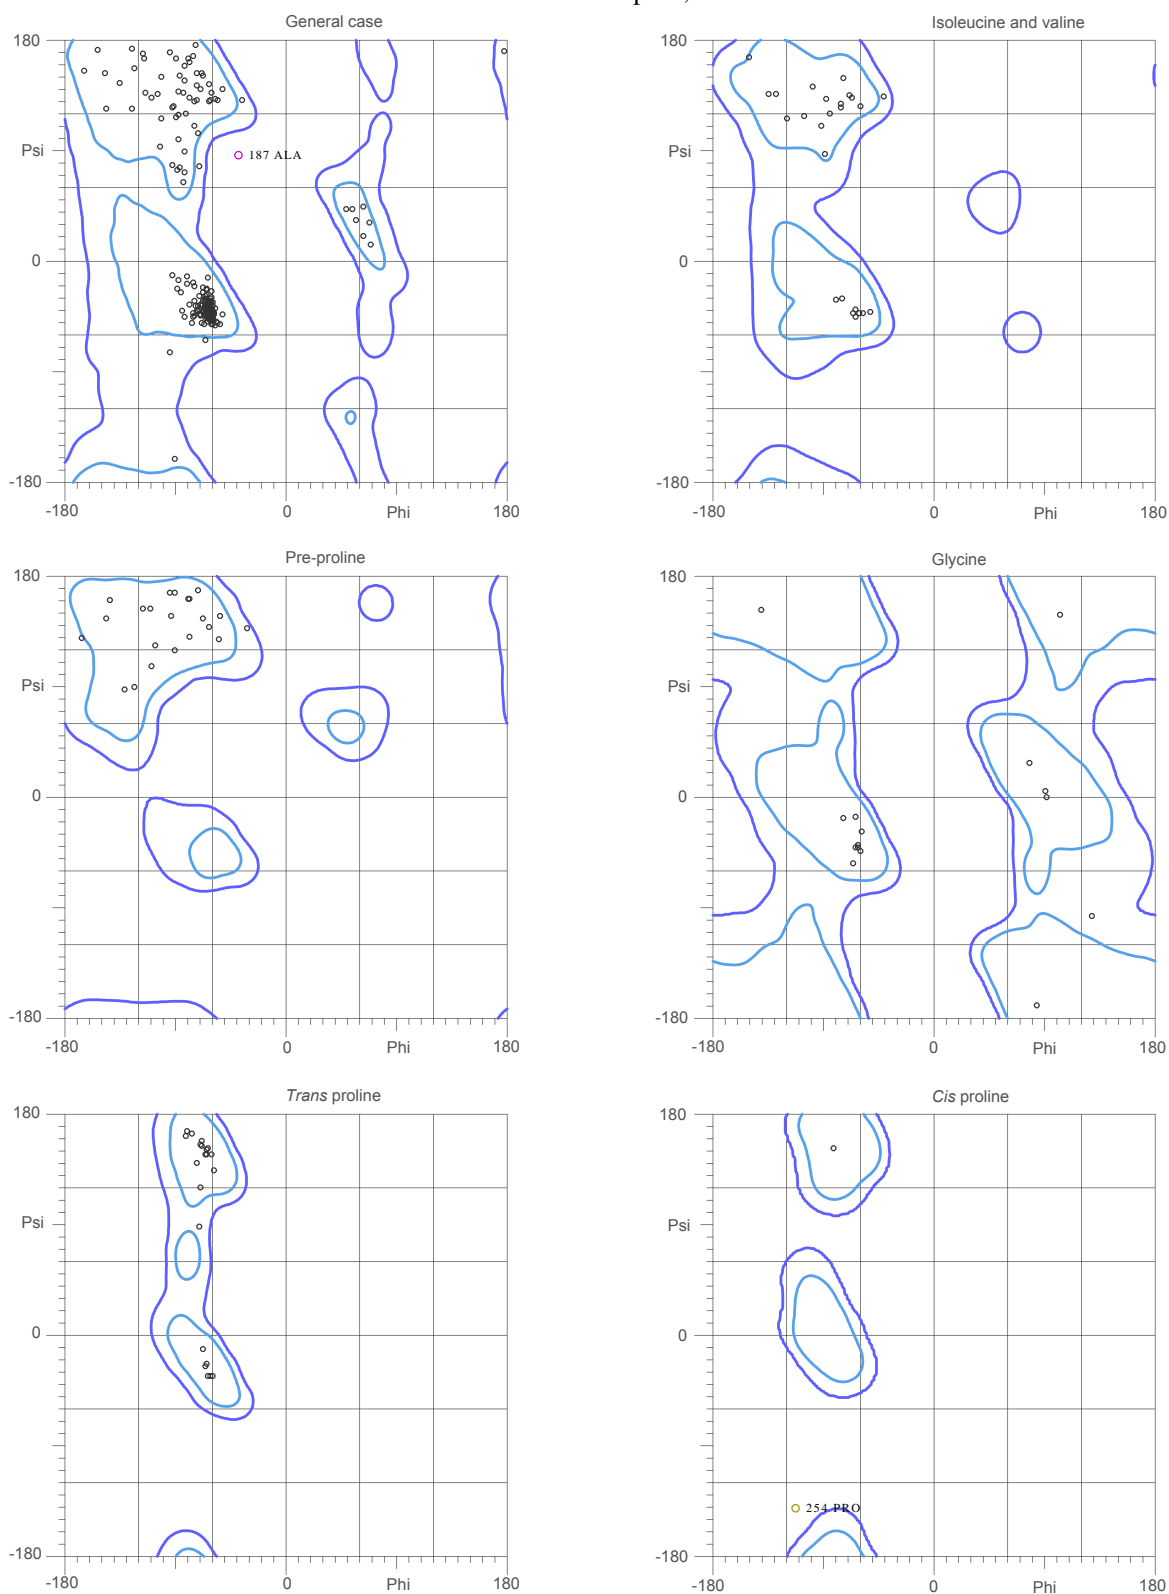 General case
180
Psi
0
-180
-180
0
Phi
180
187 ALA
Isoleucine and valine
180
Psi
0
-180
-180
0
Phi
180
Pre-proline
180
Psi
0
-180
-180
0
Phi
180
Glycine
180
Psi
0
-180
-180
0
Phi
180
Trans proline
180
Psi
0
-180
-180
0
Phi
180
Cis proline
180
Psi
0
-180
-180
0
Phi
180
254 PRO